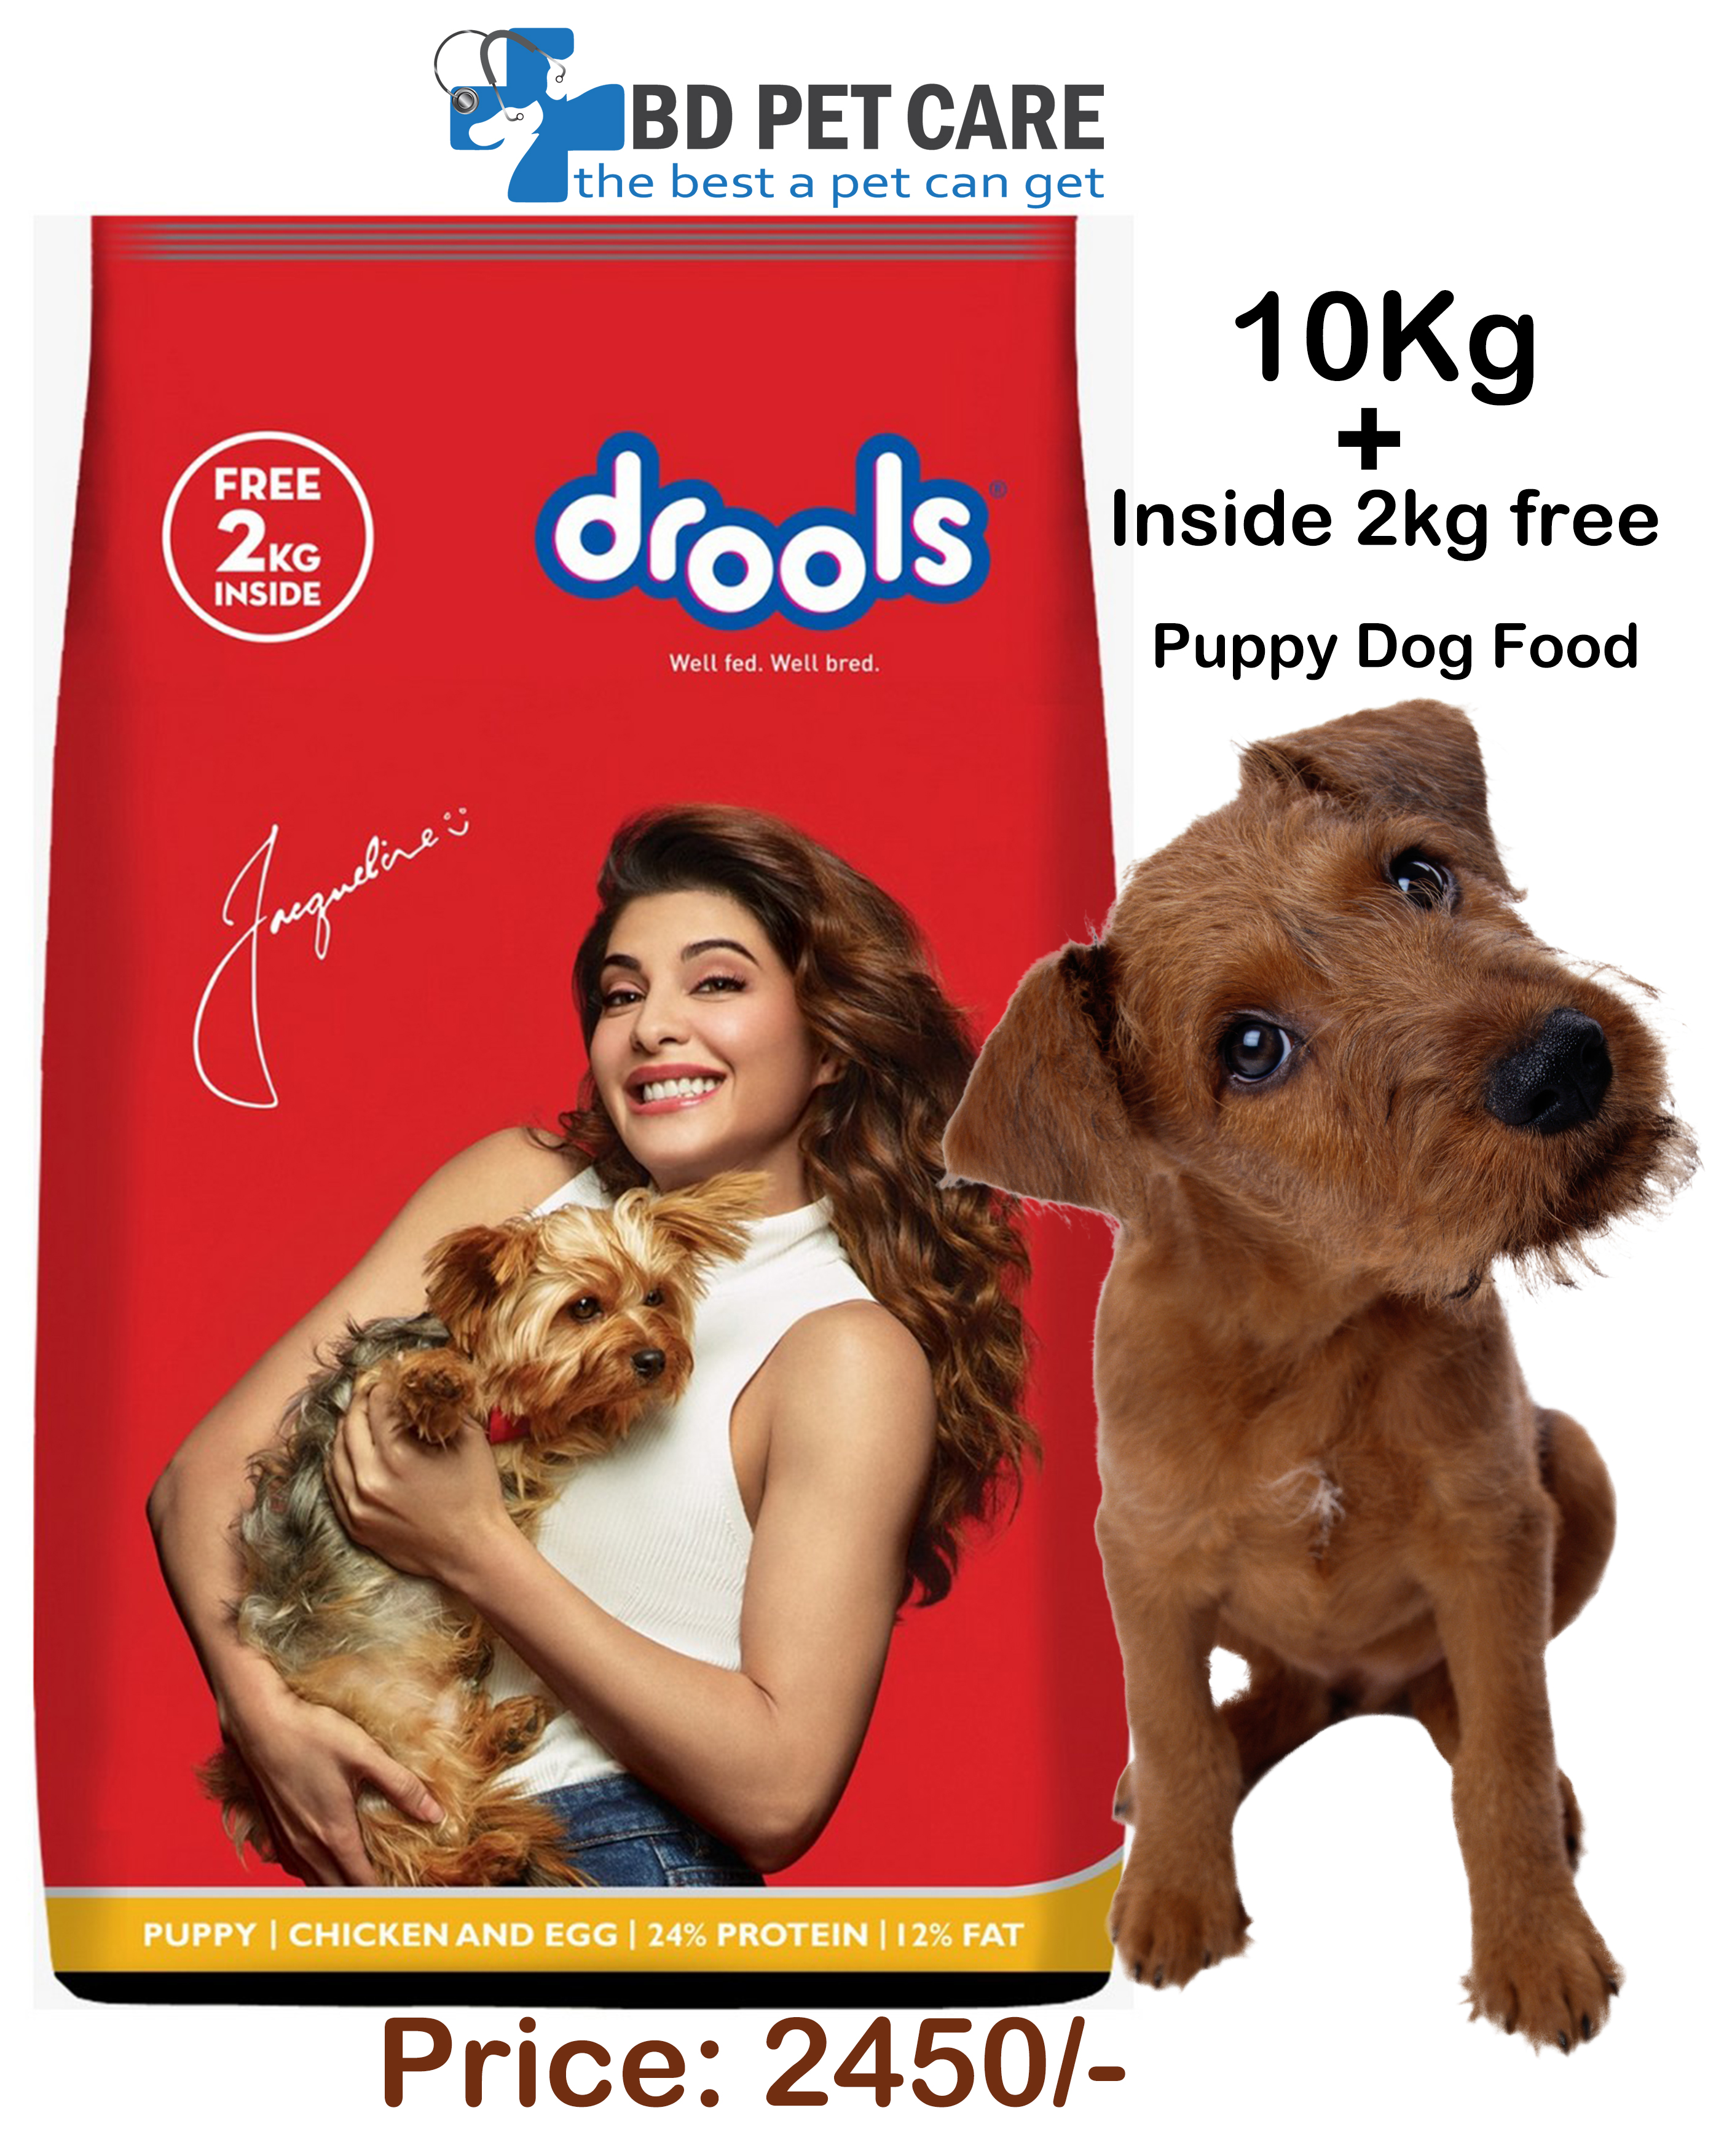 BD PET CARE
the best a pet can get
10Kg
+
Inside 2kg free
Puppy Dog Food
FREE
2KG
INSIDE
drools®
Well fed. Well bred.
Jacqueline
PUPPY | CHICKEN AND EGG | 24% PROTEIN | 12% FAT
Price: 2450/-